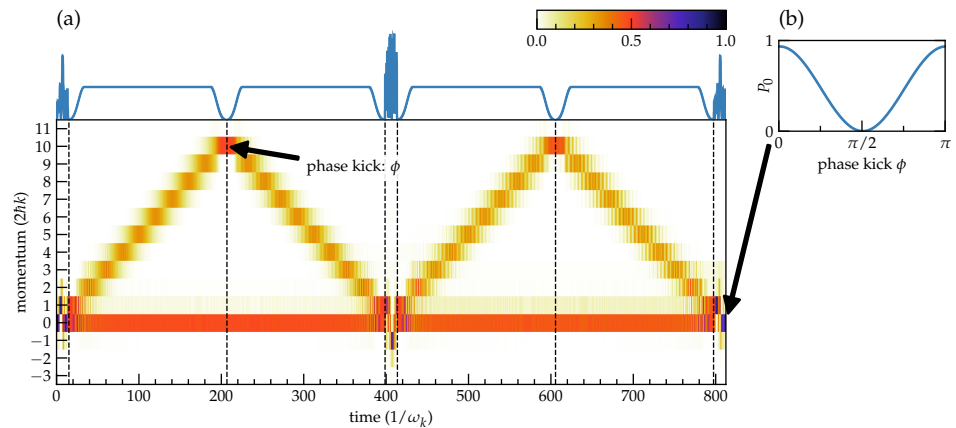 (a)
0.0 0.5 1.0
(b)
1
p₀
0
0 π/2 π
phase kick ϕ
11
10
9
8
7
6
5
4
3
2
1
0
−1
−2
−3
momentum (2ℏk)
phase kick: ϕ
0 100 200 300 400 500 600 700 800
time (1/ω_k)